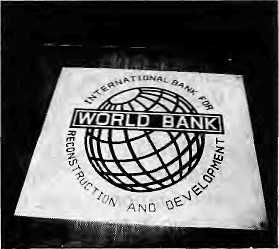 INTERNATIONAL BANK FOR
WORLD BANK
RECONSTRUCTION AND DEVELOPMENT